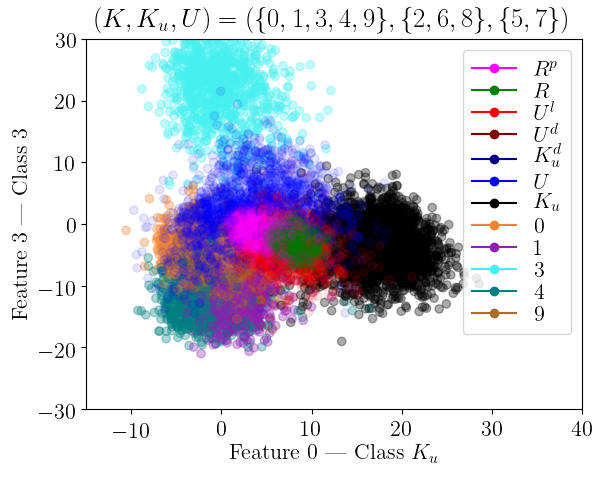 (K, K_u, U) = ({0, 1, 3, 4, 9}, {2, 6, 8}, {5, 7})
30
20
10
0
−10
−20
−30
Feature 3 — Class 3
−10
0
10
20
30
40
Feature 0 — Class K_u
R^p
R
U^l
U^d
K_u^d
U
K_u
0
1
3
4
9